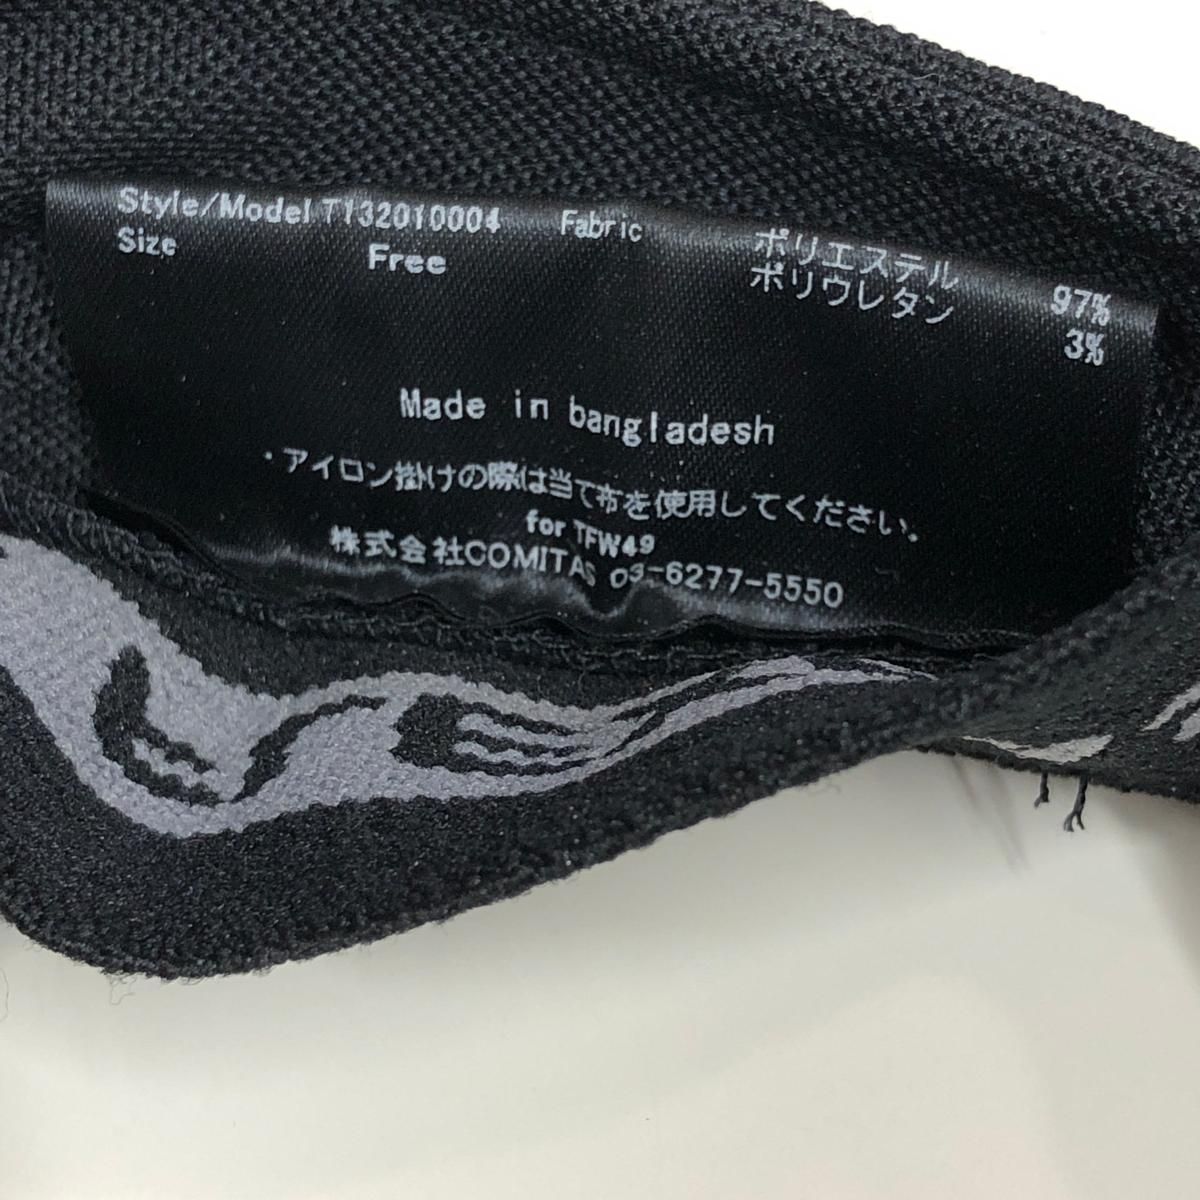 Style/Model T132010004 Fabric ポリエステル 97%
Size Free ポリウレタン 3%
Made in bangladesh
・アイロン掛けの際は当て布を使用してください。
for TFW49
株式会社COMITAS 03-6277-5550